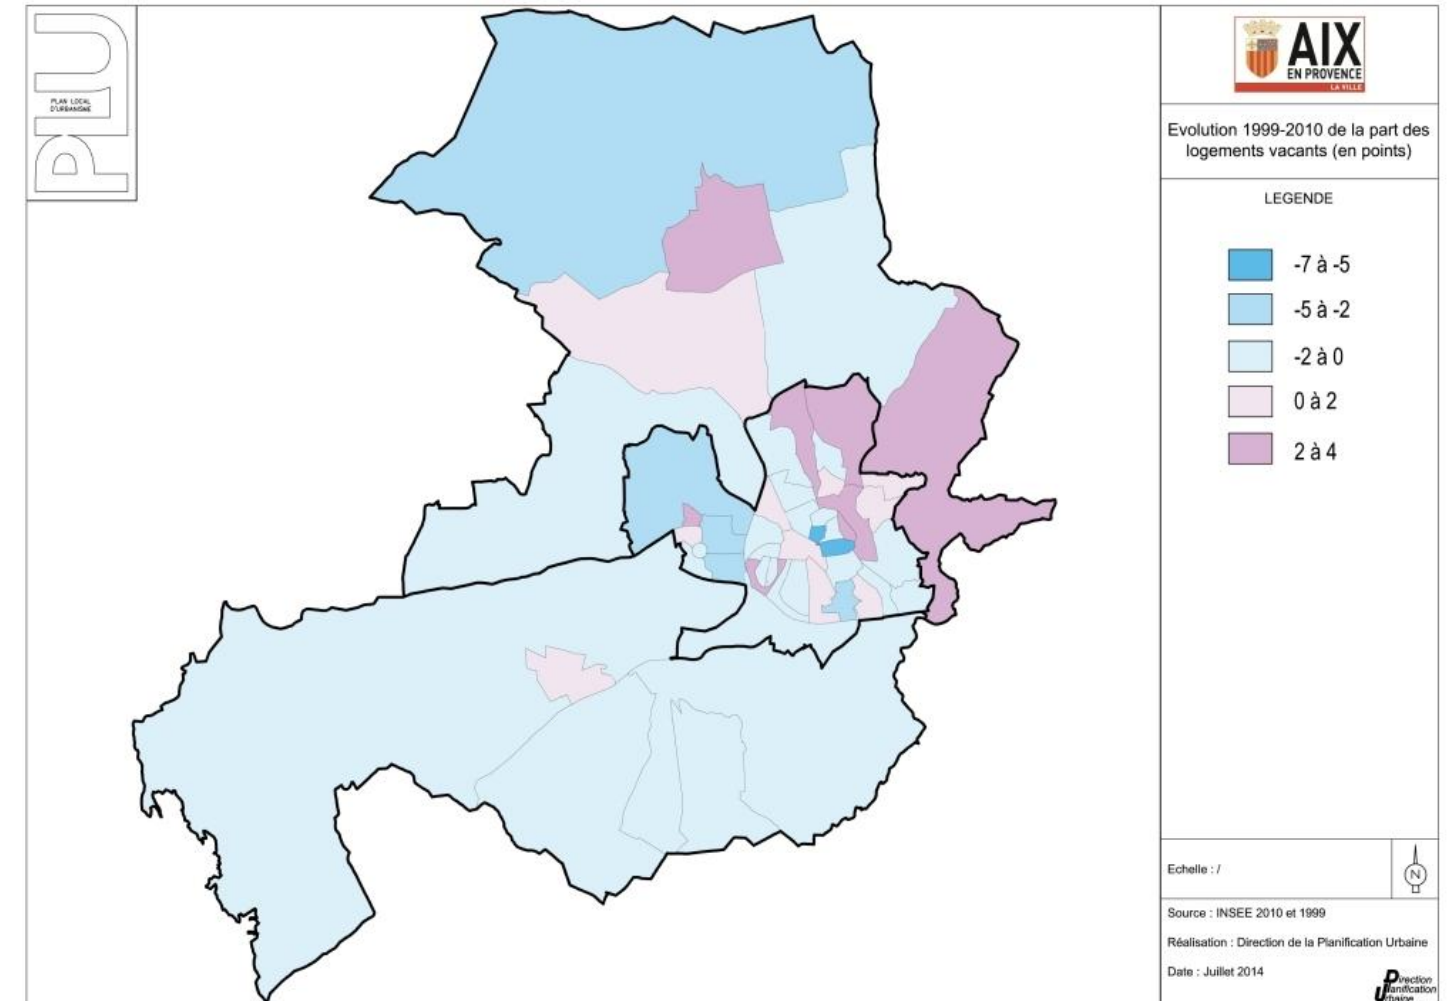 PLU
PLAN LOCAL
D'URBANISME
AIX
EN PROVENCE
LA VILLE
Evolution 1999-2010 de la part des
logements vacants (en points)
LEGENDE
-7 à -5
-5 à -2
-2 à 0
0 à 2
2 à 4
Echelle : /
N
Source : INSEE 2010 et 1999
Réalisation : Direction de la Planification Urbaine
Date : Juillet 2014
Direction
Planification
Urbaine